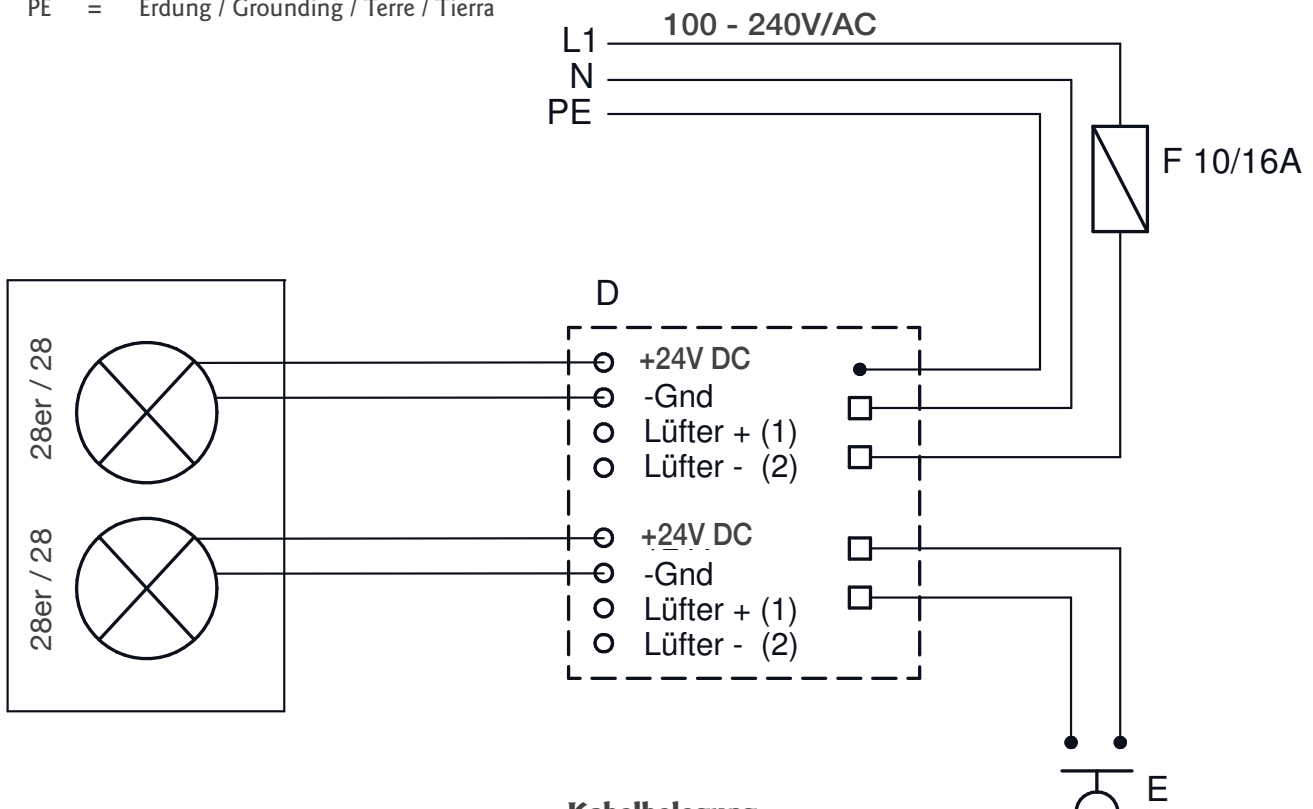 PE = Erdung / Grounding / Terre / Tierra
100 - 240V/AC
L1
N
PE
F 10/16A
D
28er / 28
+24V DC
-Gnd
Lüfter + (1)
Lüfter - (2)
28er / 28
+24V DC
-Gnd
Lüfter + (1)
Lüfter - (2)
E
Kabelbelegung